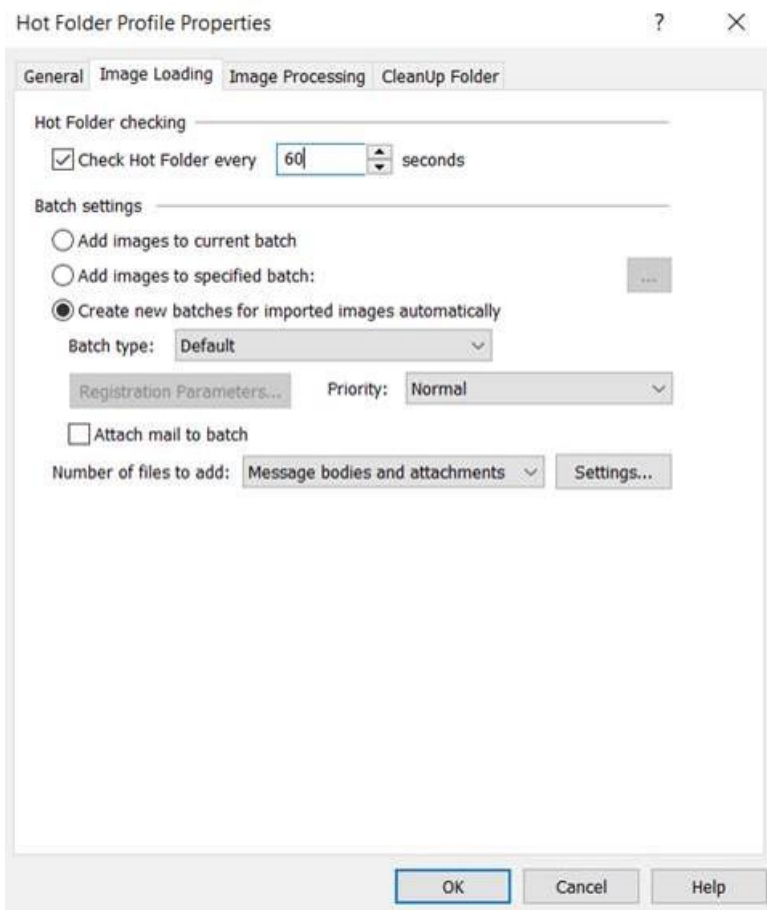 Hot Folder Profile Properties ?
General Image Loading Image Processing CleanUp Folder
Hot Folder checking
Check Hot Folder every 60 seconds
Batch settings
Add images to current batch
Add images to specified batch: ...
Create new batches for imported images automatically
Batch type: Default
Registration Parameters... Priority: Normal
Attach mail to batch
Number of files to add: Message bodies and attachments Settings...
OK Cancel Help